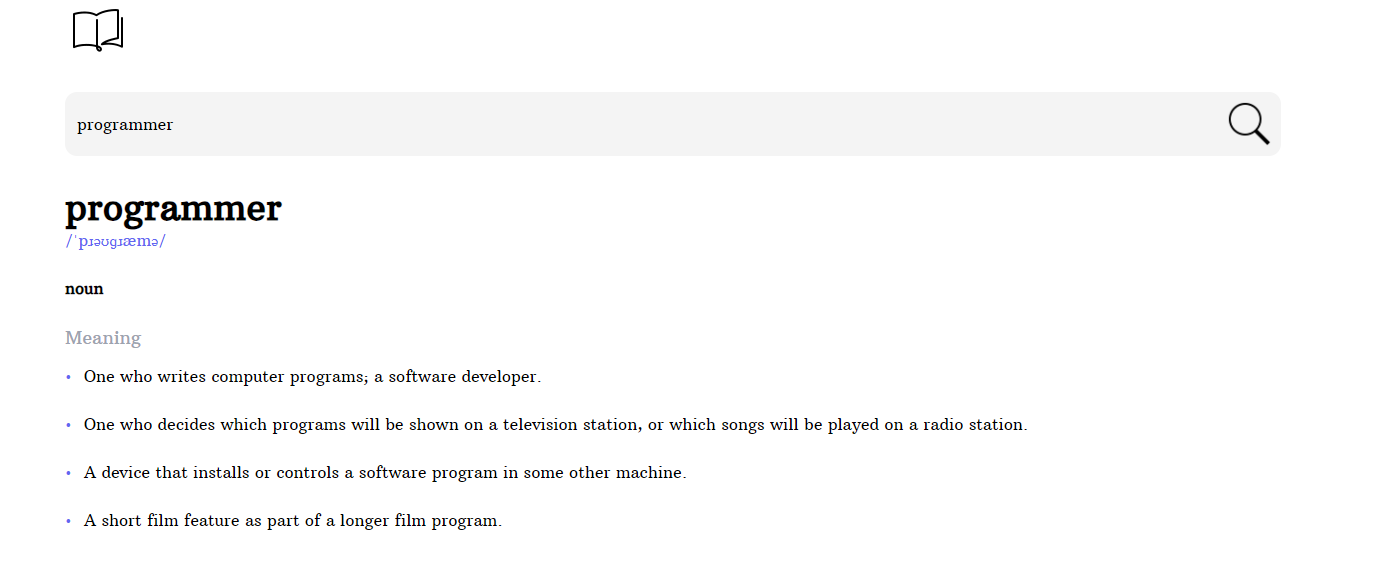 programmer
programmer
/ˈpɹəʊɡɹæmə/
noun
Meaning
• One who writes computer programs; a software developer.
• One who decides which programs will be shown on a television station, or which songs will be played on a radio station.
• A device that installs or controls a software program in some other machine.
• A short film feature as part of a longer film program.